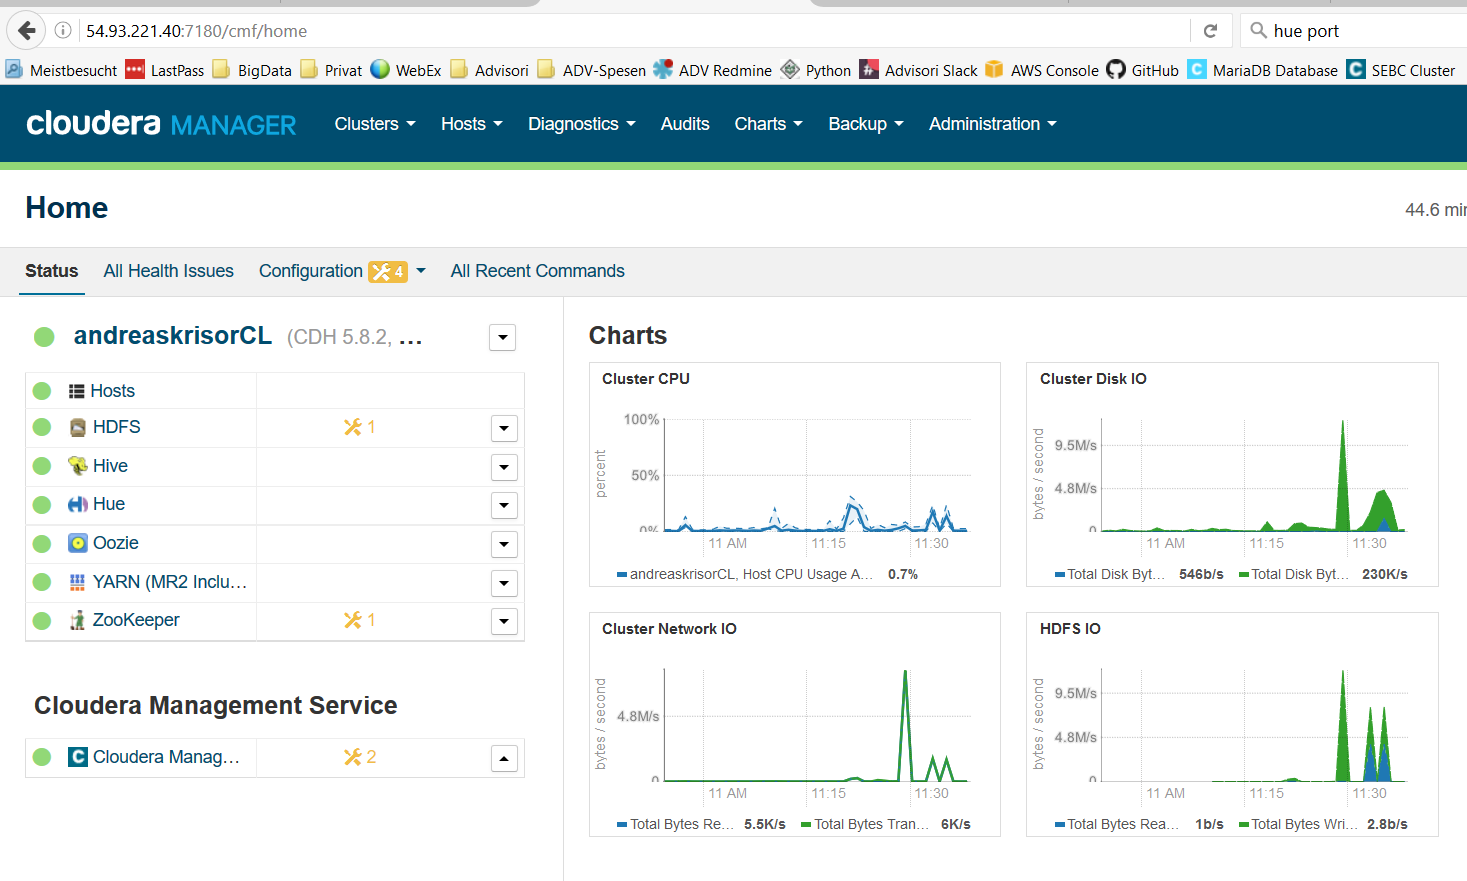 54.93.221.40:7180/cmf/home
hue port
Meistbesucht LastPass BigData Privat WebEx Advisori ADV-Spesen ADV Redmine Python Advisori Slack AWS Console GitHub MariaDB Database SEBC Cluster
cloudera MANAGER Clusters Hosts Diagnostics Audits Charts Backup Administration
Home
44.6 mir
Status All Health Issues Configuration 4 All Recent Commands
andreaskrisorCL (CDH 5.8.2, ...
Hosts
HDFS 1
Hive
Hue
Oozie
YARN (MR2 Inclu...
ZooKeeper 1
Cloudera Management Service
C Cloudera Manag... 2
Charts
Cluster CPU
percent
100%
50%
0%
11 AM 11:15 11:30
andreaskrisorCL, Host CPU Usage A... 0.7%
Cluster Disk IO
bytes / second
9.5M/s
4.8M/s
0
11 AM 11:15 11:30
Total Disk Byt... 546b/s Total Disk Byt... 230K/s
Cluster Network IO
bytes / second
4.8M/s
0
11 AM 11:15 11:30
Total Bytes Re... 5.5K/s Total Bytes Tran... 6K/s
HDFS IO
bytes / second
9.5M/s
4.8M/s
0
11 AM 11:15 11:30
Total Bytes Rea... 1b/s Total Bytes Wri... 2.8b/s